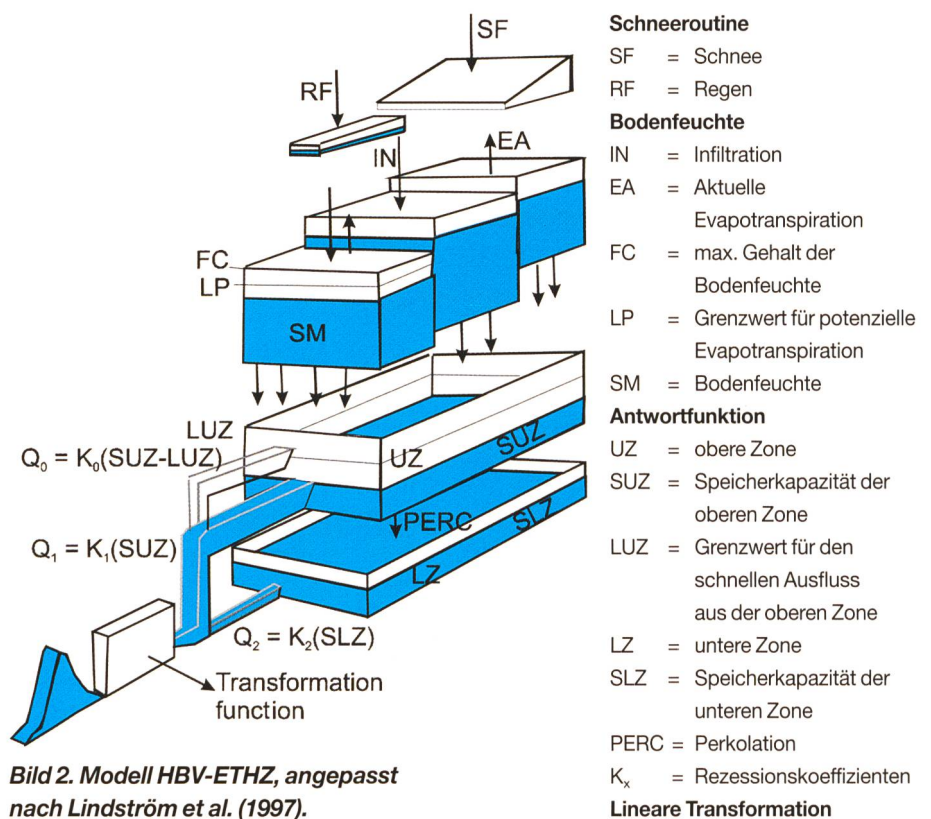 SF
RF
IN
EA
FC
LP
SM
LUZ
UZ
SUZ
Q₀ = K₀(SUZ-LUZ)
PERC
SLZ
Q₁ = K₁(SUZ)
LZ
Q₂ = K₂(SLZ)
Transformation
function
Bild 2. Modell HBV-ETHZ, angepasst
nach Lindström et al. (1997).
Schneeroutine
SF = Schnee
RF = Regen
Bodenfeuchte
IN = Infiltration
EA = Aktuelle
Evapotranspiration
FC = max. Gehalt der
Bodenfeuchte
LP = Grenzwert für potenzielle
Evapotranspiration
SM = Bodenfeuchte
Antwortfunktion
UZ = obere Zone
SUZ = Speicherkapazität der
oberen Zone
LUZ = Grenzwert für den
schnellen Ausfluss
aus der oberen Zone
LZ = untere Zone
SLZ = Speicherkapazität der
unteren Zone
PERC = Perkolation
Kₓ = Rezessionskoeffizienten
Lineare Transformation